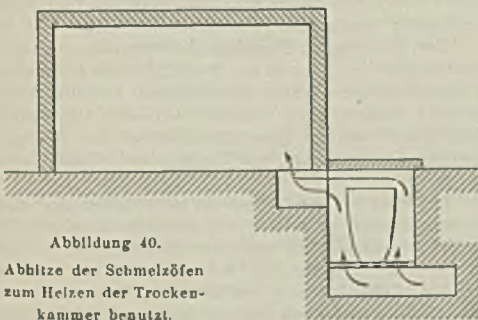 Abbildung 40.
Abhitze der Schmelzöfen
zum Heizen der Trocken-
kammer benutzt.